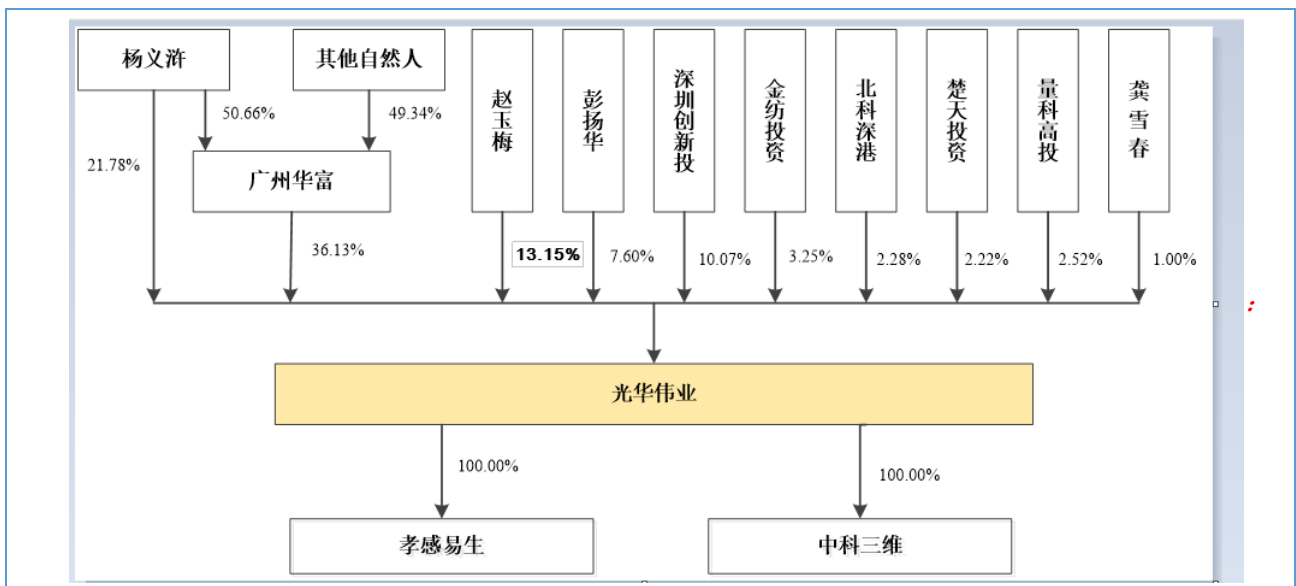 杨义浒
其他自然人
50.66%
49.34%
21.78%
广州华富
36.13%
赵玉梅
彭扬华
深圳创新投
金纺投资
北科深港
楚天投资
量科高投
龚雪春
13.15%
7.60%
10.07%
3.25%
2.28%
2.22%
2.52%
1.00%
:
光华伟业
100.00%
100.00%
孝感易生
中科三维